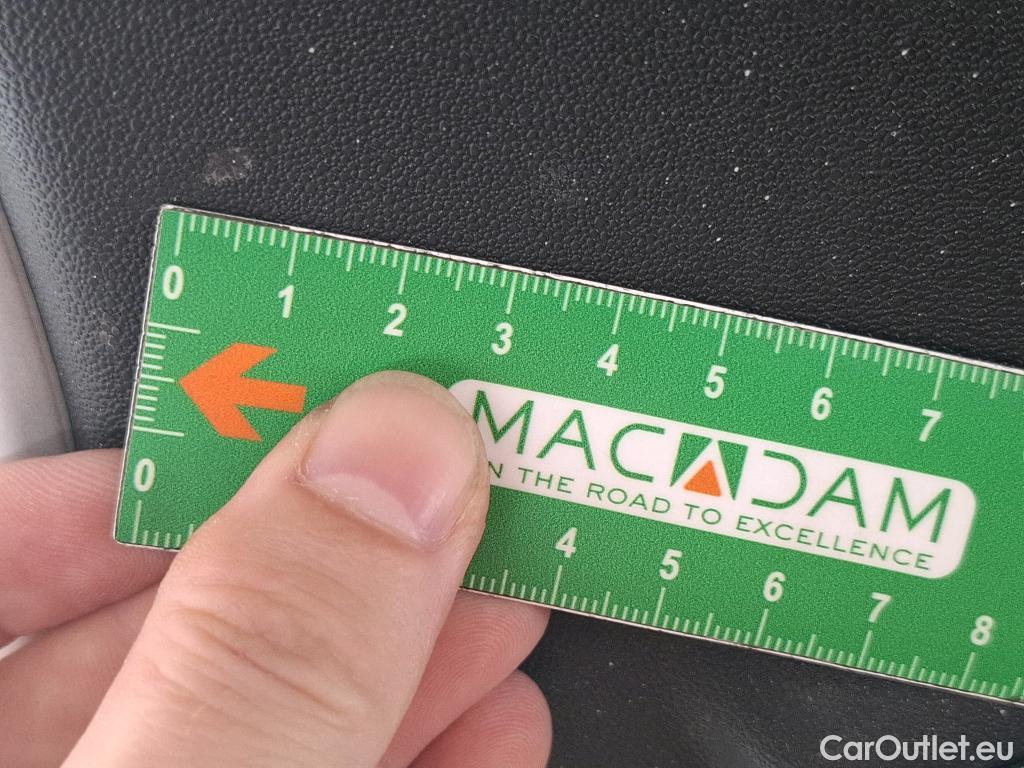 0 1 2 3 4 5 6 7
MACADAM
N THE ROAD TO EXCELLENCE
0 4 5 6 7 8
CarOutlet.eu